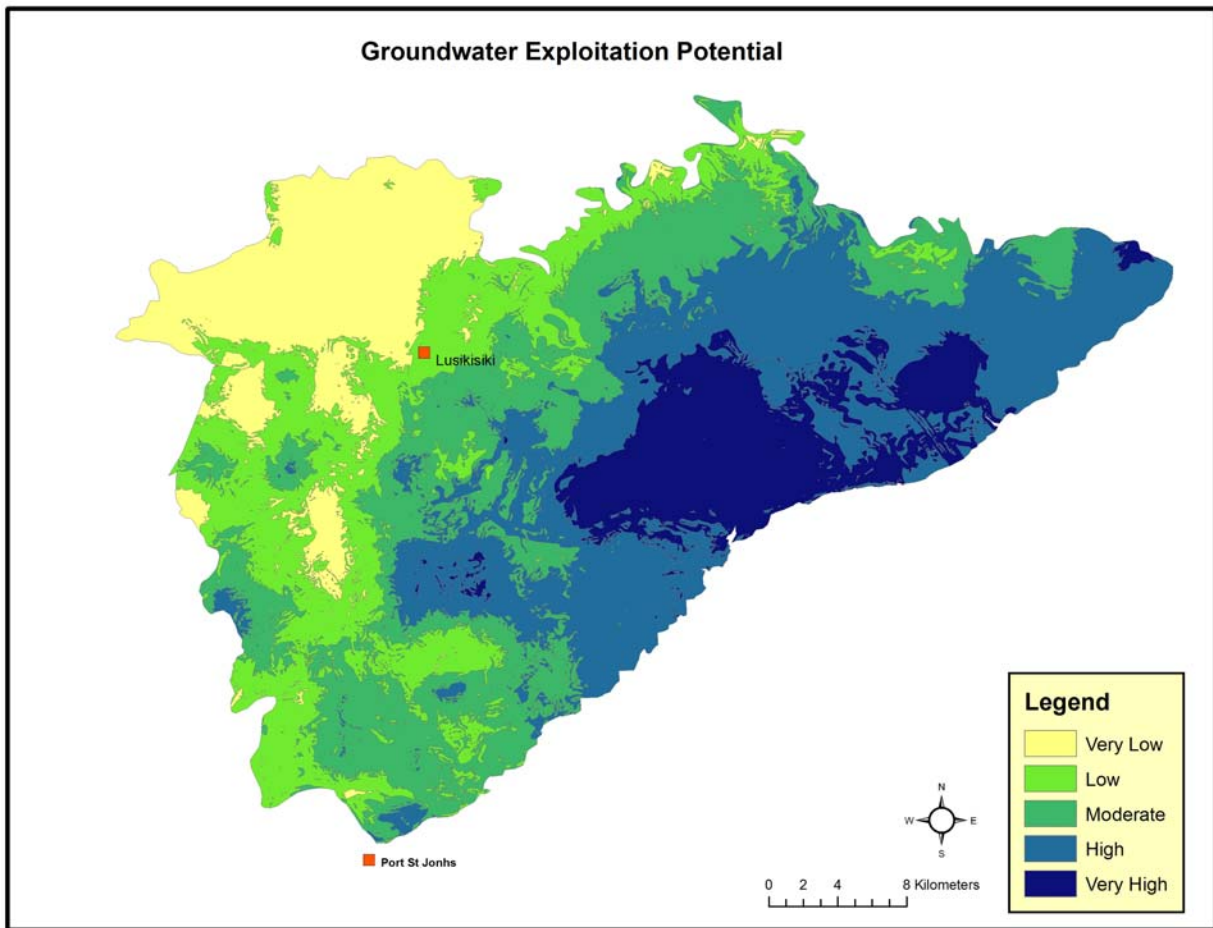 Groundwater Exploitation Potential
Lusikisiki
Port St Jonhs
N
W E
S
0 2 4 8 Kilometers
Legend
Very Low
Low
Moderate
High
Very High